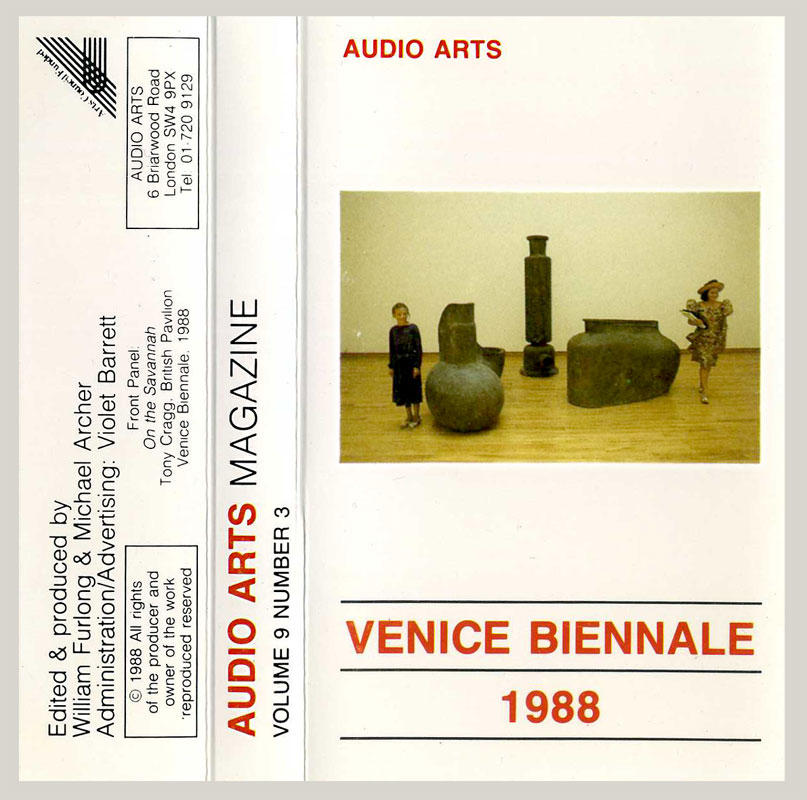 AUDIO ARTS
VENICE BIENNALE
1988
AUDIO ARTS MAGAZINE
VOLUME 9 NUMBER 3
Arts Council Funded
AUDIO ARTS
6 Briarwood Road
London SW4 9PX
Tel 01·720 9129
Front Panel:
On the Savannah
Tony Cragg, British Pavilion
Venice Biennale. 1988
Edited & produced by
William Furlong & Michael Archer
Administration/Advertising: Violet Barrett
© 1988 All rights
of the producer and
owner of the work
reproduced reserved